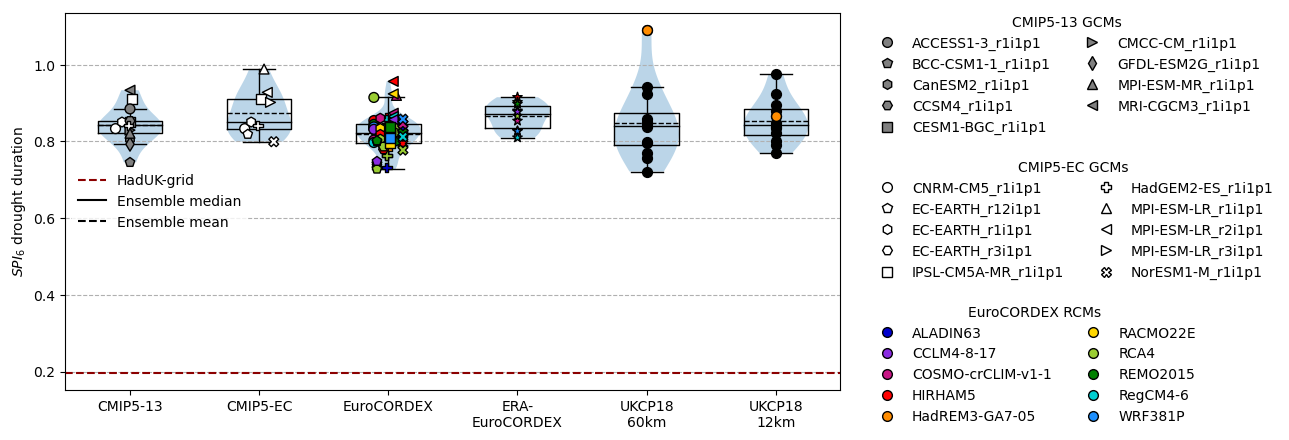 SPI6 drought duration
1.0
0.8
0.6
0.4
0.2
HadUK-grid
Ensemble median
Ensemble mean
CMIP5-13
CMIP5-EC
EuroCORDEX
ERA-
EuroCORDEX
UKCP18
60km
UKCP18
12km
CMIP5-13 GCMs
ACCESS1-3_r1i1p1
BCC-CSM1-1_r1i1p1
CanESM2_r1i1p1
CCSM4_r1i1p1
CESM1-BGC_r1i1p1
CMCC-CM_r1i1p1
GFDL-ESM2G_r1i1p1
MPI-ESM-MR_r1i1p1
MRI-CGCM3_r1i1p1
CMIP5-EC GCMs
CNRM-CM5_r1i1p1
EC-EARTH_r12i1p1
EC-EARTH_r1i1p1
EC-EARTH_r3i1p1
IPSL-CM5A-MR_r1i1p1
HadGEM2-ES_r1i1p1
MPI-ESM-LR_r1i1p1
MPI-ESM-LR_r2i1p1
MPI-ESM-LR_r3i1p1
NorESM1-M_r1i1p1
EuroCORDEX RCMs
ALADIN63
CCLM4-8-17
COSMO-crCLIM-v1-1
HIRHAM5
HadREM3-GA7-05
RACMO22E
RCA4
REMO2015
RegCM4-6
WRF381P